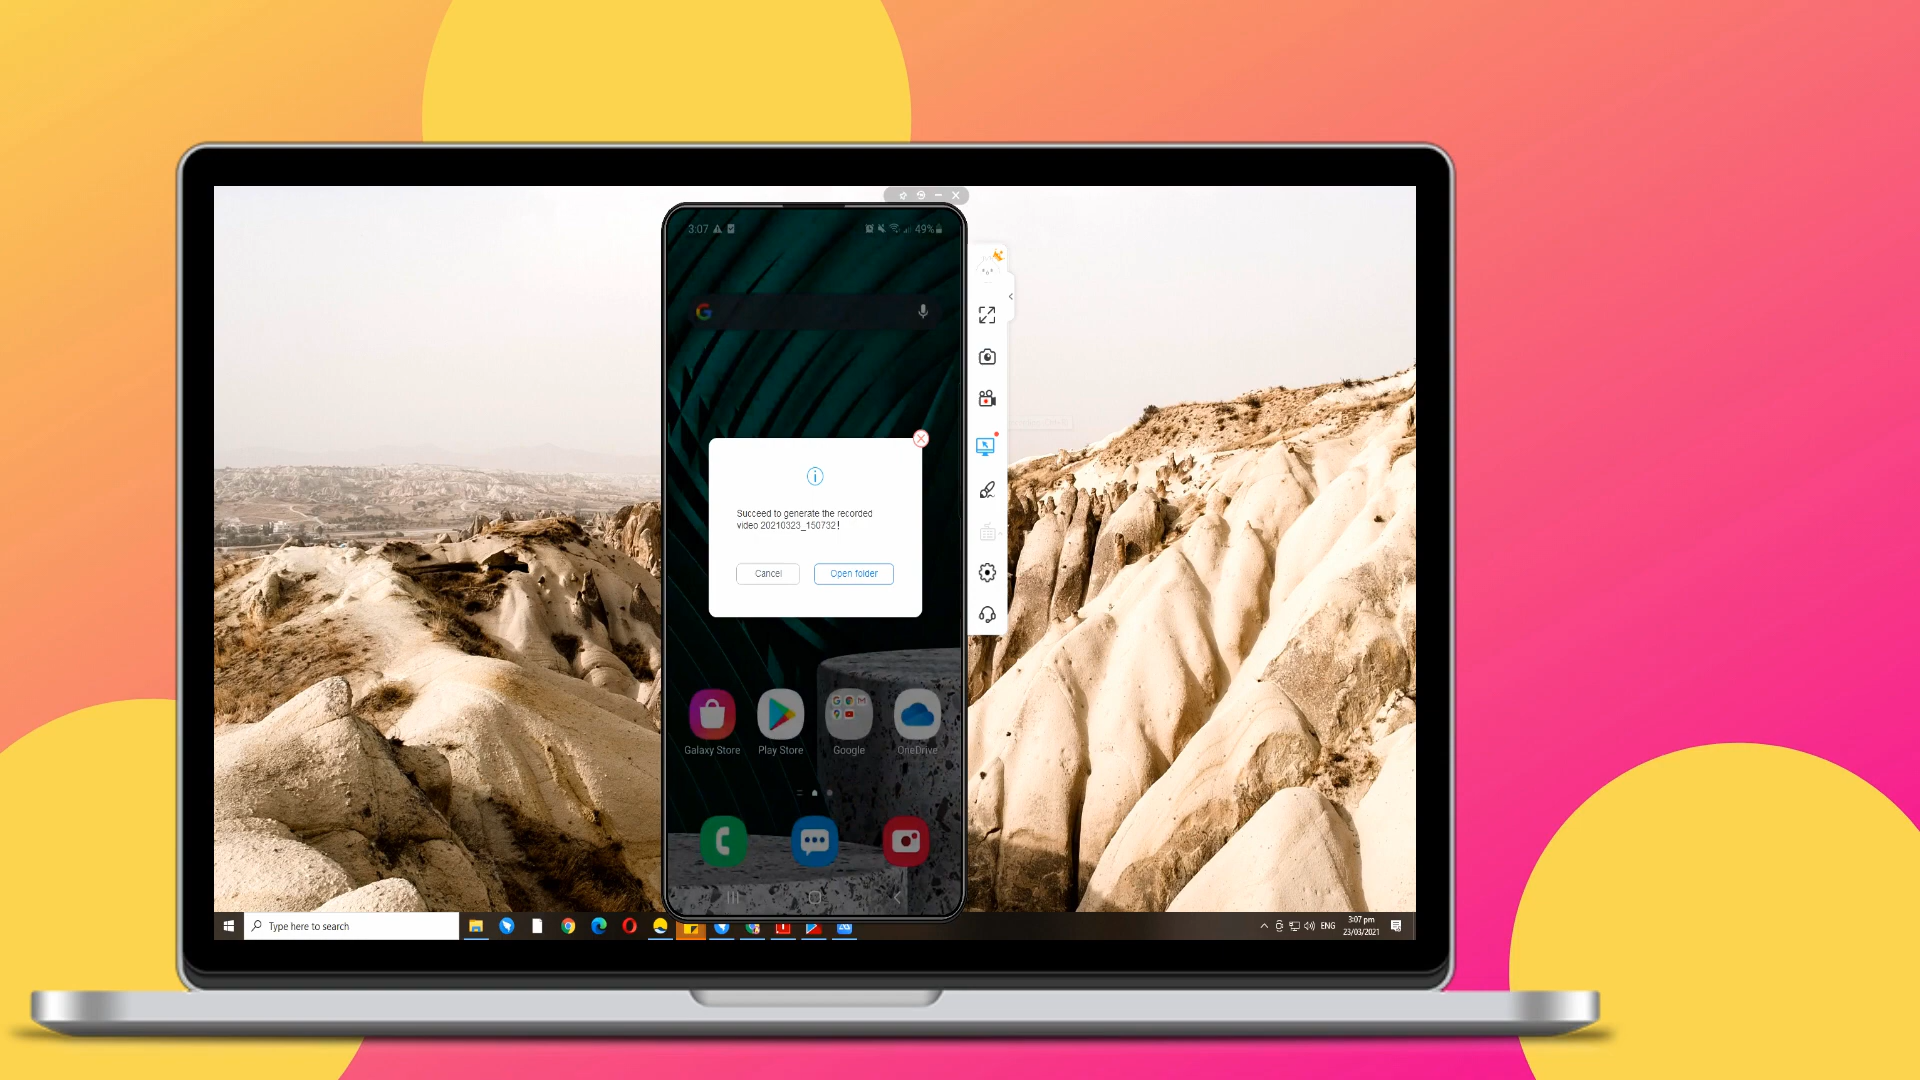 3:07
49%
Succeed to generate the recorded
video 20210323_150732!
Cancel
Open folder
Galaxy Store
Play Store
Google
OneDrive
Type here to search
ENG
3:07 pm
23/03/2021